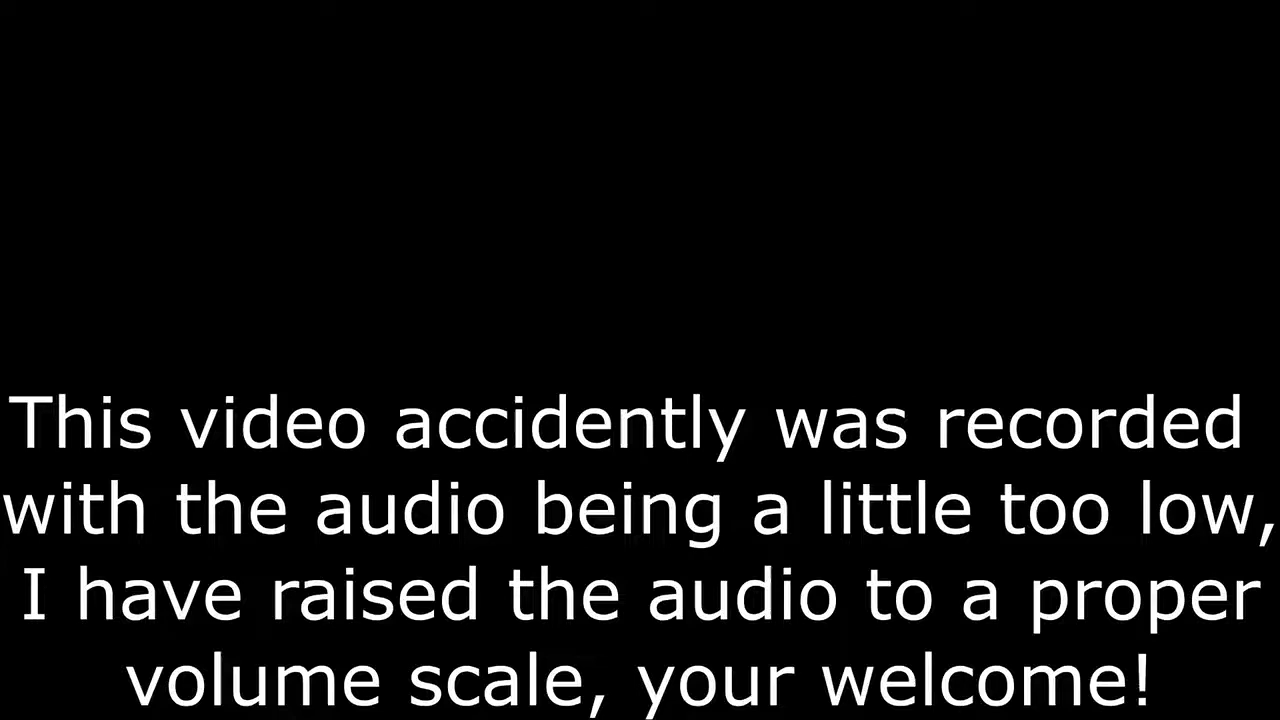 This video accidently was recorded
with the audio being a little too low,
I have raised the audio to a proper
volume scale, your welcome!